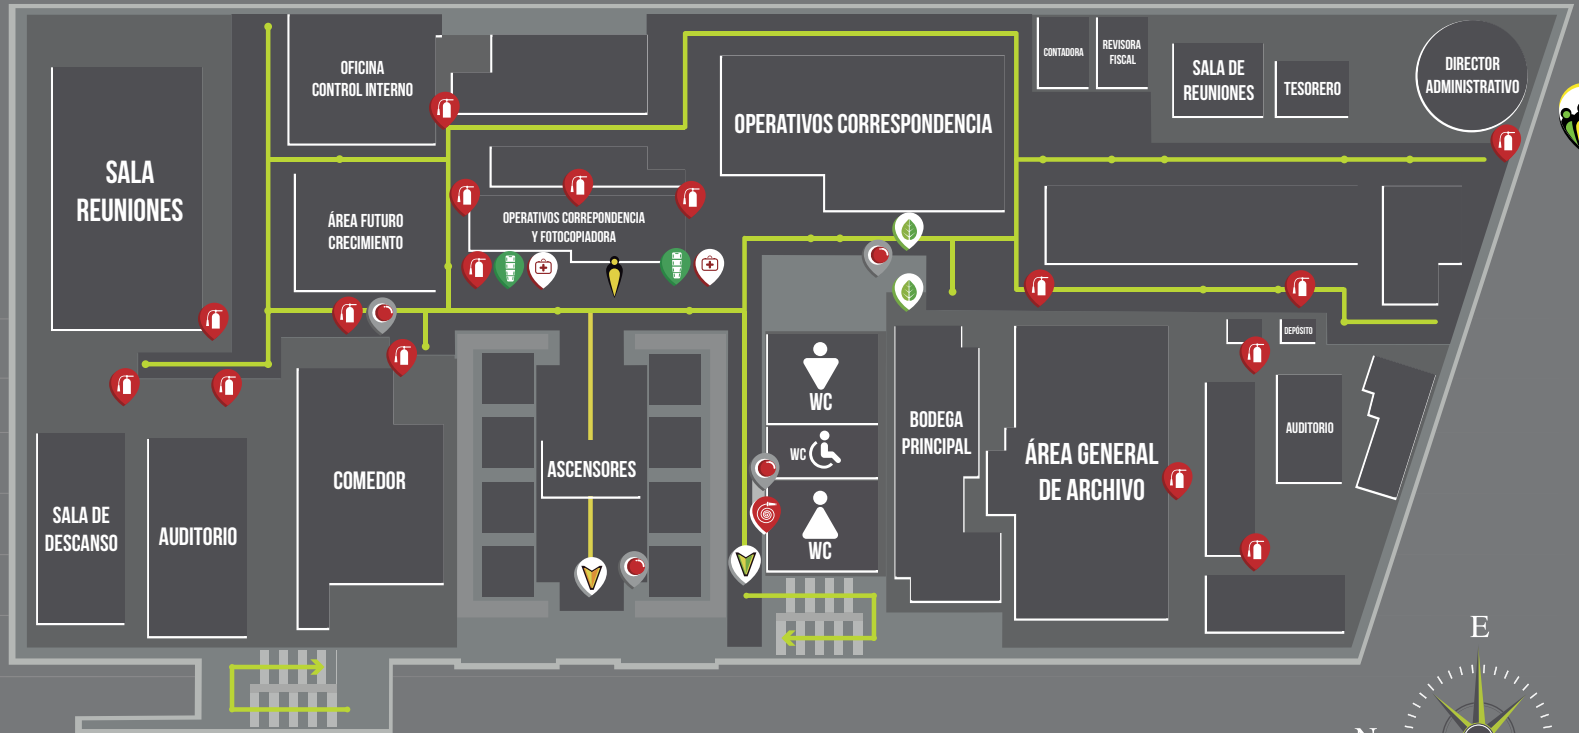 OFICINA
CONTROL INTERNO
CONTADORA
REVISORA
FISCAL
SALA DE
REUNIONES
TESORERO
DIRECTOR
ADMINISTRATIVO
OPERATIVOS CORRESPONDENCIA
SALA
REUNIONES
ÁREA FUTURO
CRECIMIENTO
OPERATIVOS CORREPONDENCIA
Y FOTOCOPIADORA
DEPÓSITO
WC
BODEGA
PRINCIPAL
AUDITORIO
WC
ASCENSORES
ÁREA GENERAL
DE ARCHIVO
COMEDOR
SALA DE
DESCANSO
AUDITORIO
WC
E
N